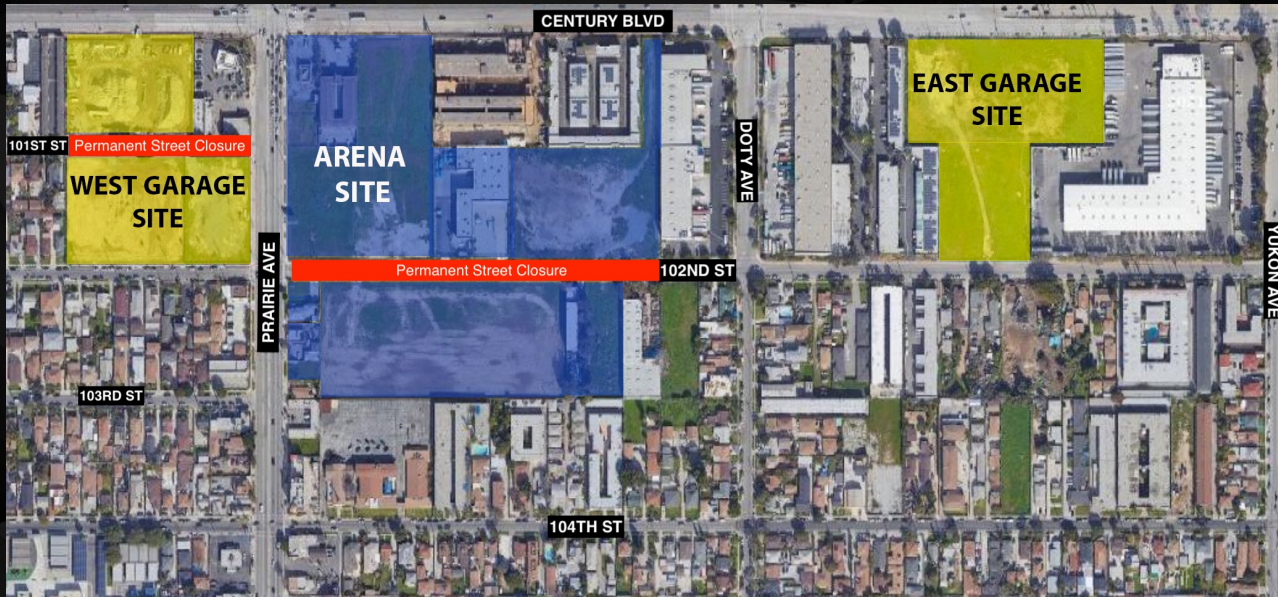 CENTURY BLVD
101ST ST
Permanent Street Closure
WEST GARAGE
SITE
ARENA
SITE
EAST GARAGE
SITE
DOTY AVE
PRAIRIE AVE
YUKON AVE
Permanent Street Closure
102ND ST
103RD ST
104TH ST